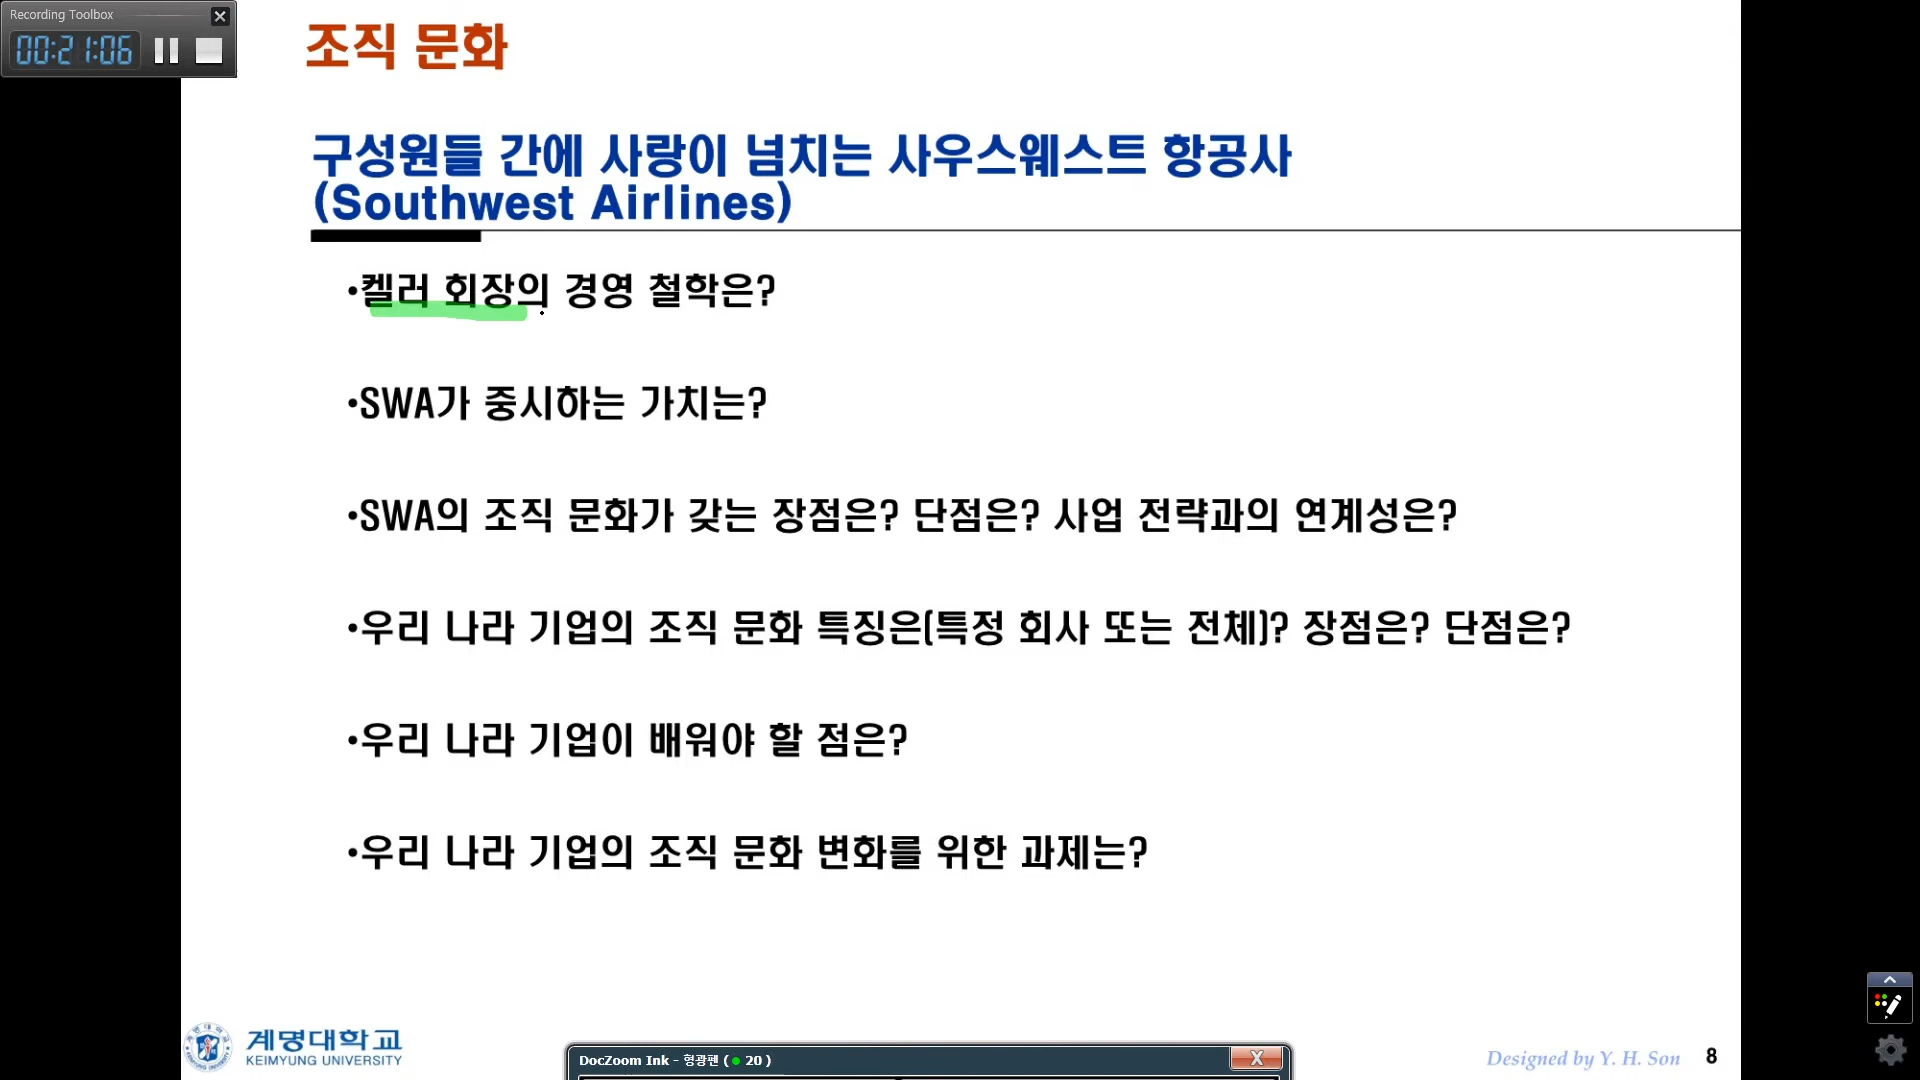 Recording Toolbox
00:21:06
조직 문화
구성원들 간에 사랑이 넘치는 사우스웨스트 항공사
(Southwest Airlines)
•켈러 회장의 경영 철학은?
•SWA가 중시하는 가치는?
•SWA의 조직 문화가 갖는 장점은? 단점은? 사업 전략과의 연계성은?
•우리 나라 기업의 조직 문화 특징은(특정 회사 또는 전체)? 장점은? 단점은?
•우리 나라 기업이 배워야 할 점은?
•우리 나라 기업의 조직 문화 변화를 위한 과제는?
계명대학교
KEIMYUNG UNIVERSITY
DocZoom Ink - 형광펜 ( ● 20 )
Designed by Y. H. Son
8